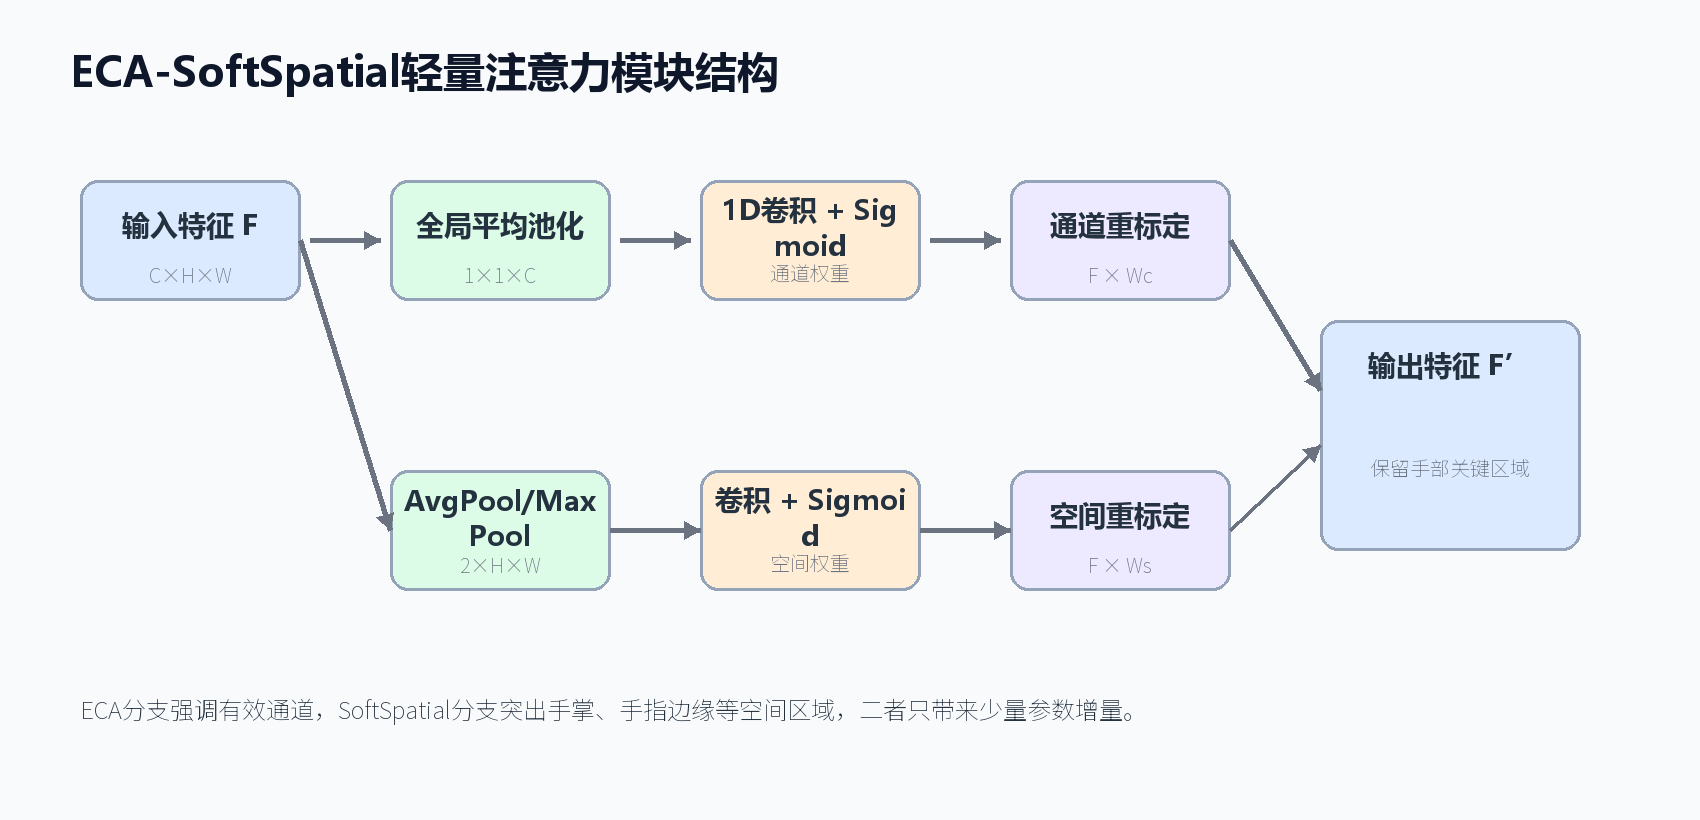 ECA-SoftSpatial轻量注意力模块结构
输入特征 F
C×H×W
全局平均池化
1×1×C
1D卷积 + Sig
moid
通道权重
通道重标定
F × Wc
输出特征 F′
保留手部关键区域
AvgPool/Max
Pool
2×H×W
卷积 + Sigmoi
d
空间权重
空间重标定
F × Ws
ECA分支强调有效通道，SoftSpatial分支突出手掌、手指边缘等空间区域，二者只带来少量参数增量。